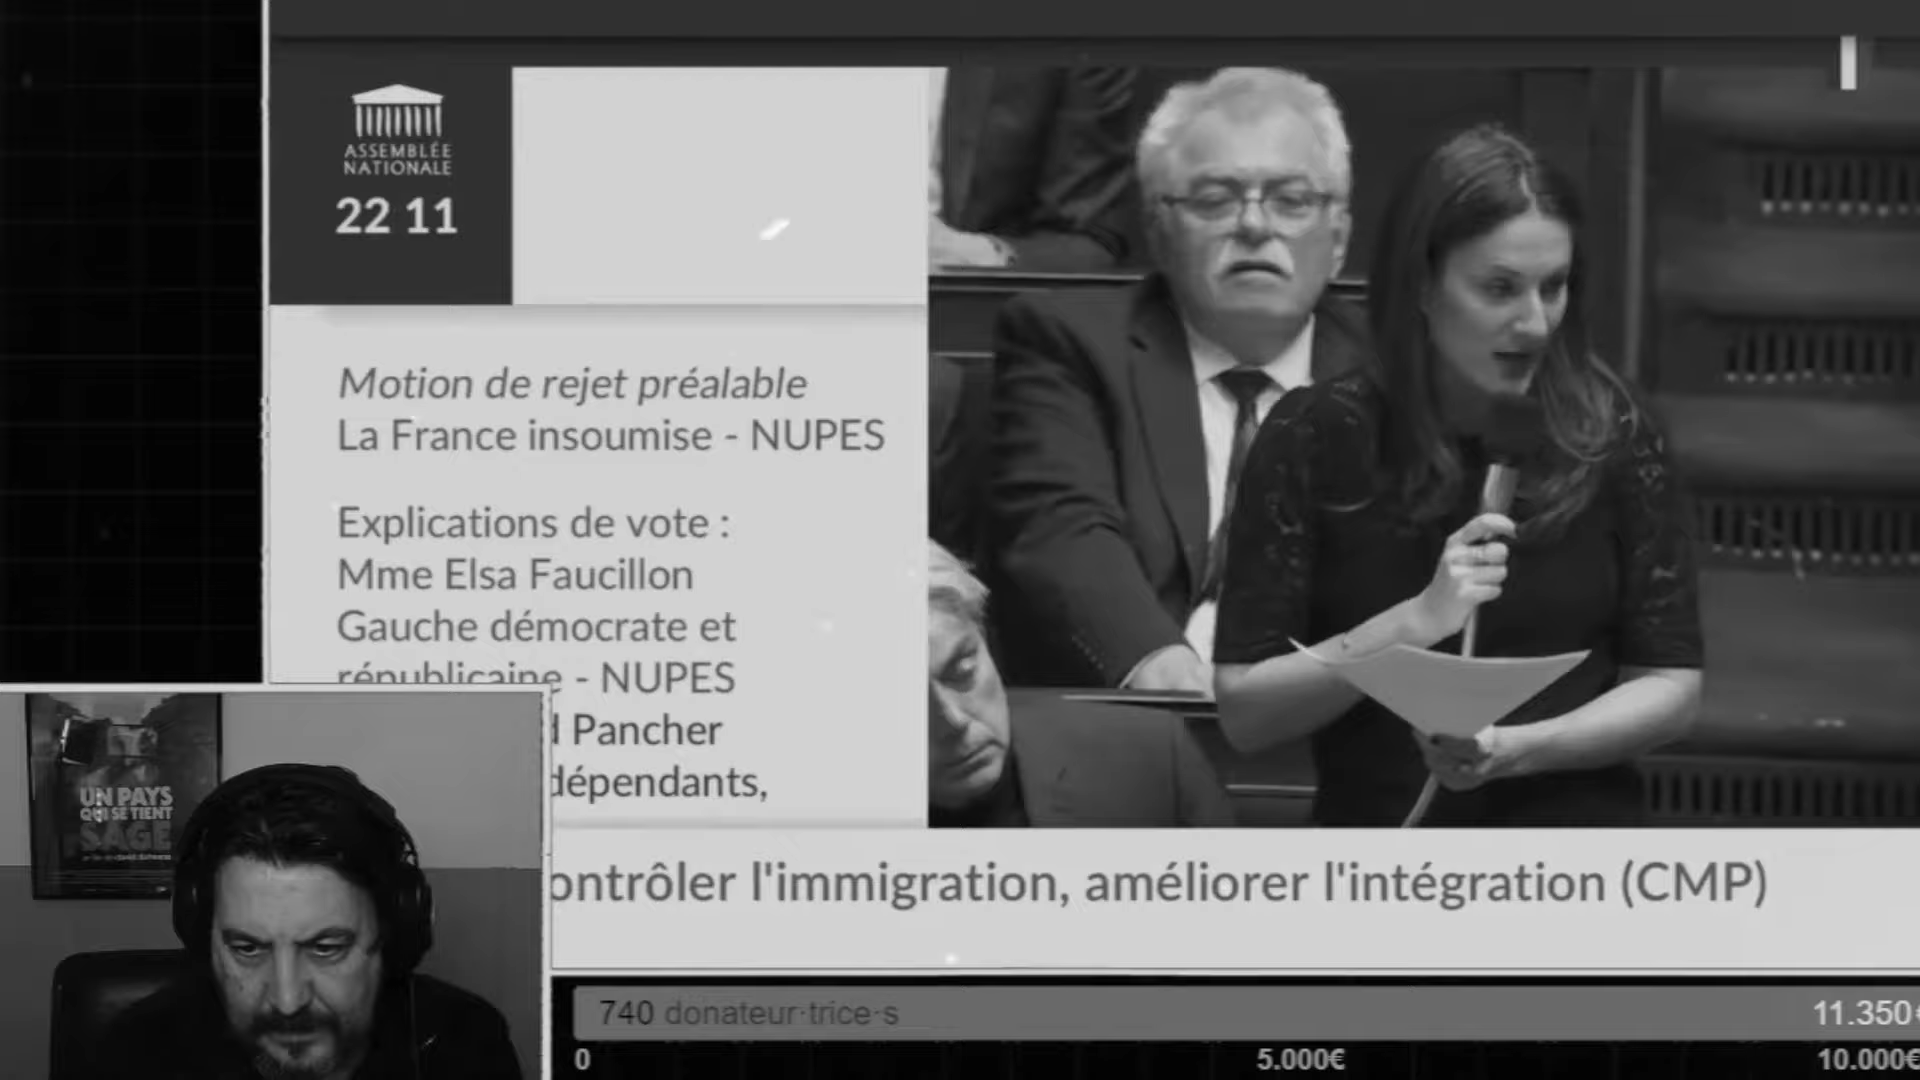 ASSEMBLÉE
NATIONALE
22 11
Motion de rejet préalable
La France insoumise - NUPES
Explications de vote :
Mme Elsa Faucillon
Gauche démocrate et
républicaine - NUPES
Pancher
dépendants,
ontrôler l'immigration, améliorer l'intégration (CMP)
UN PAYS
QUI SE TIENT
SAGE
740 donateur·trice·s
11.350€
0
5.000€
10.000€